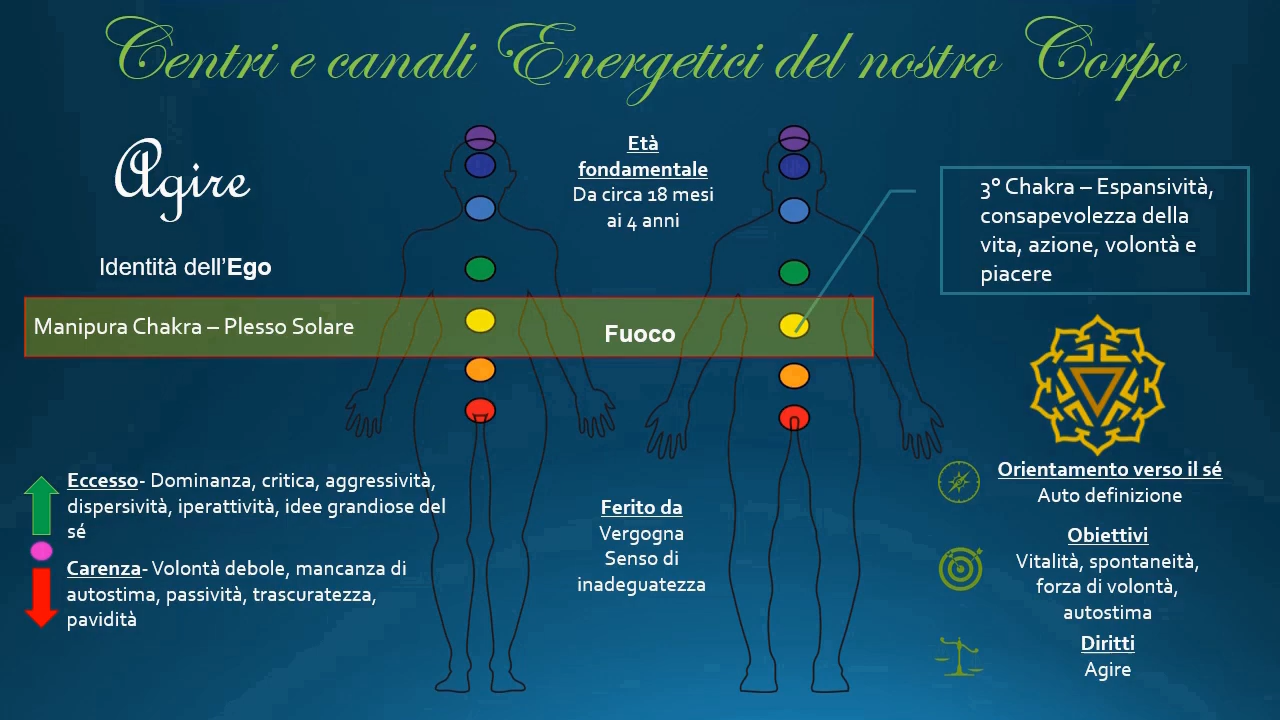 Centri e canali Energetici del nostro Corpo
Agire
Identità dell'Ego
Manipura Chakra – Plesso Solare
Fuoco
Età
fondamentale
Da circa 18 mesi
ai 4 anni
3° Chakra – Espansività,
consapevolezza della
vita, azione, volontà e
piacere
Eccesso- Dominanza, critica, aggressività,
dispersività, iperattività, idee grandiose del
sé
Carenza- Volontà debole, mancanza di
autostima, passività, trascuratezza,
pavidità
Ferito da
Vergogna
Senso di
inadeguatezza
Orientamento verso il sé
Auto definizione
Obiettivi
Vitalità, spontaneità,
forza di volontà,
autostima
Diritti
Agire